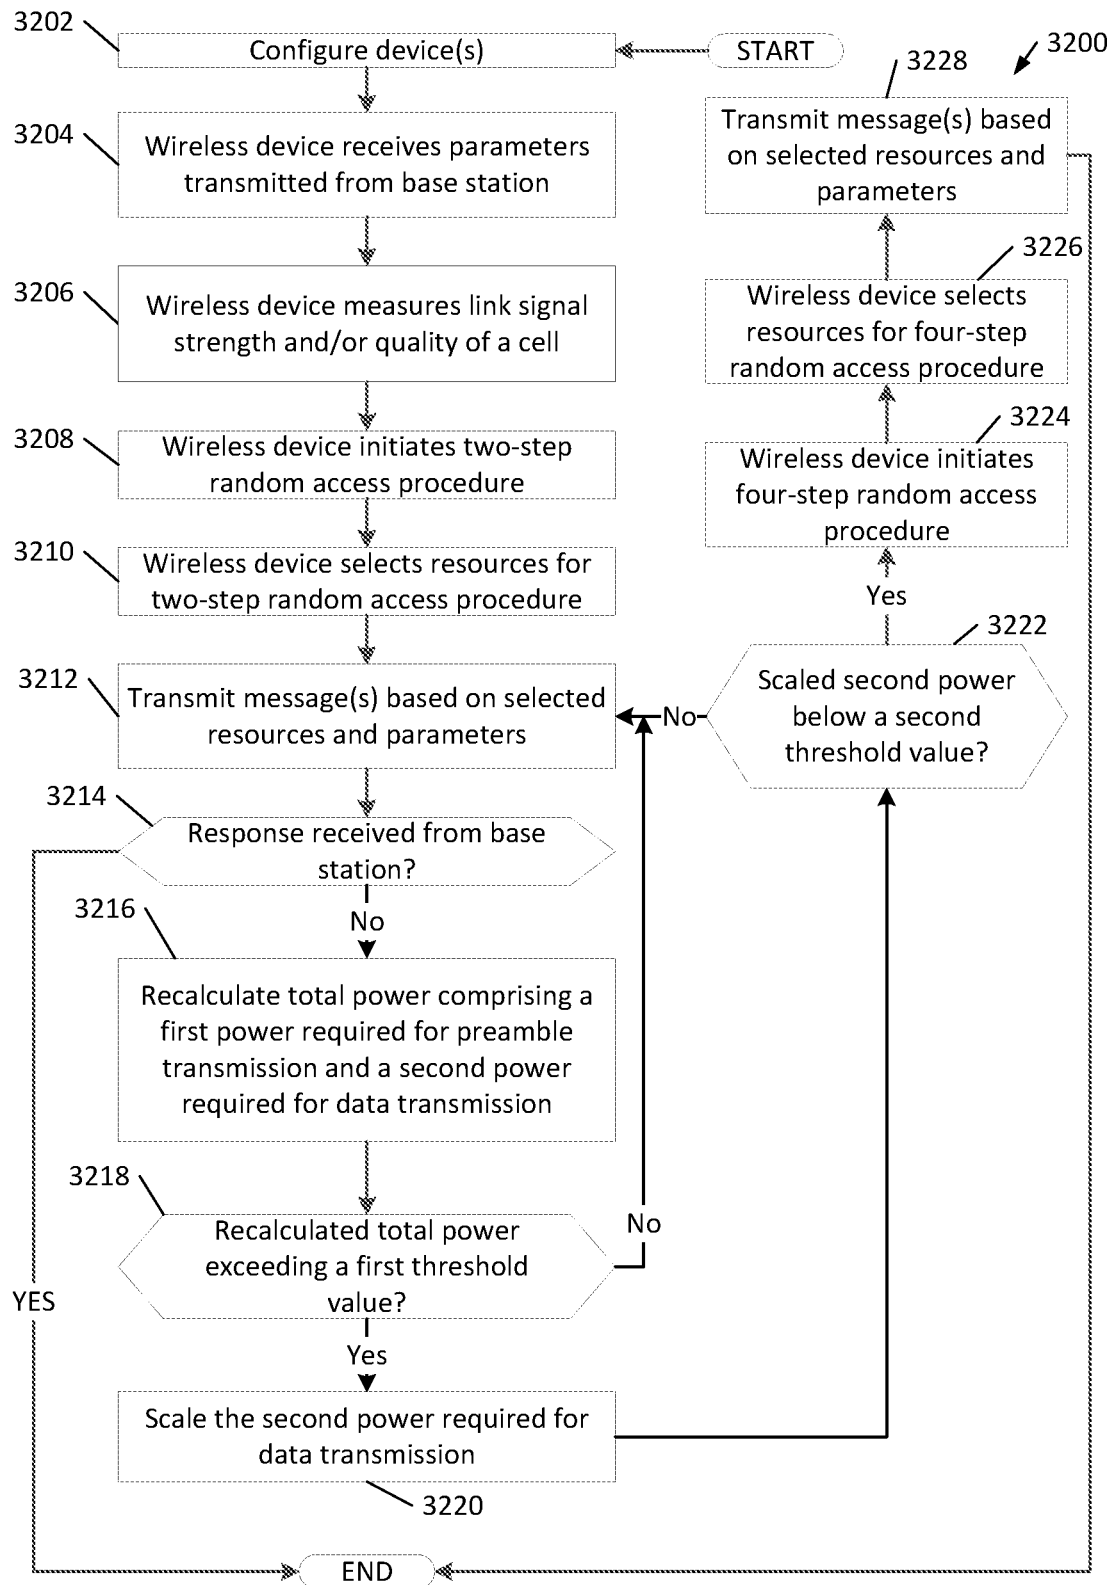 3202
Configure device(s)
START
3200
3204
Wireless device receives parameters
transmitted from base station
3206
Wireless device measures link signal
strength and/or quality of a cell
3208
Wireless device initiates two-step
random access procedure
3210
Wireless device selects resources for
two-step random access procedure
3212
Transmit message(s) based on selected
resources and parameters
3214
Response received from base
station?
No
YES
3216
Recalculate total power comprising a
first power required for preamble
transmission and a second power
required for data transmission
3218
Recalculated total power
exceeding a first threshold
value?
No
Yes
Scale the second power required for
data transmission
3220
3222
Scaled second power
below a second
threshold value?
No
Yes
3224
Wireless device initiates
four-step random access
procedure
3226
Wireless device selects
resources for four-step
random access procedure
3228
Transmit message(s) based
on selected resources and
parameters
END